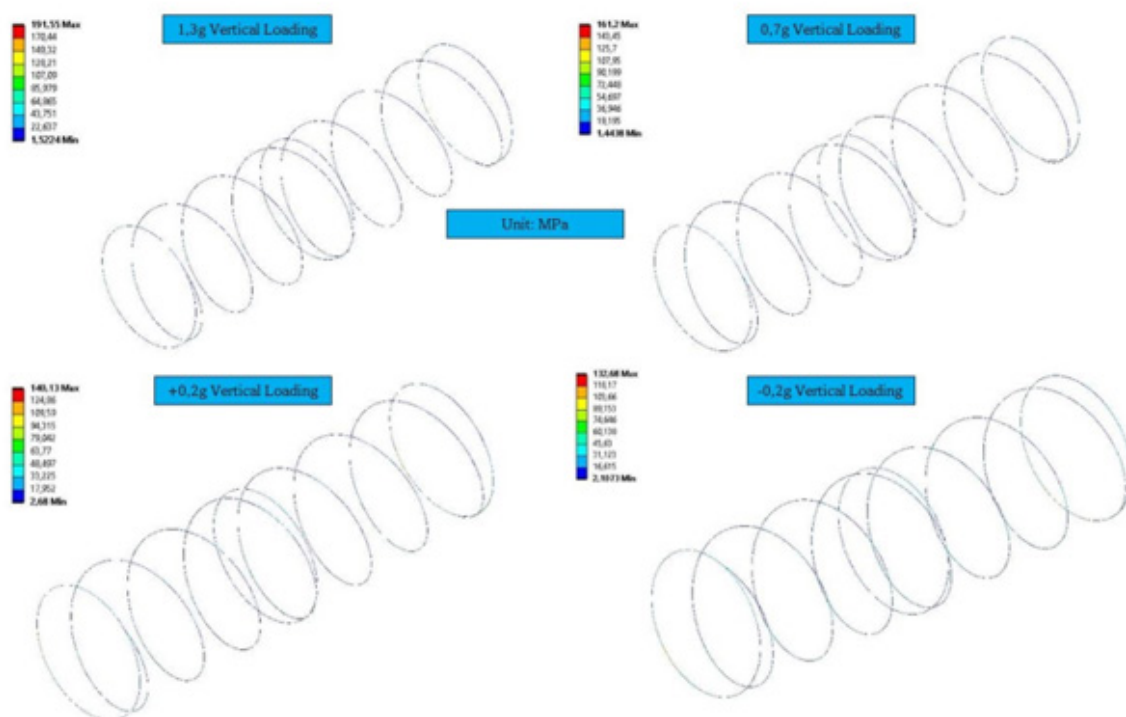 191,55 Max
170,44
149,32
128,21
107,09
85,979
64,865
43,751
22,637
1,5224 Min
1,3g Vertical Loading
161,2 Max
143,45
125,7
107,95
90,199
72,448
54,697
36,946
1,4438 Min
0,7g Vertical Loading
Unit: MPa
140,13 Max
124,86
109,59
94,315
79,042
63,77
48,497
33,225
17,952
2,68 Min
+0,2g Vertical Loading
132,68 Max
118,17
103,66
89,153
74,646
60,138
45,63
31,123
16,615
2,1073 Min
-0,2g Vertical Loading